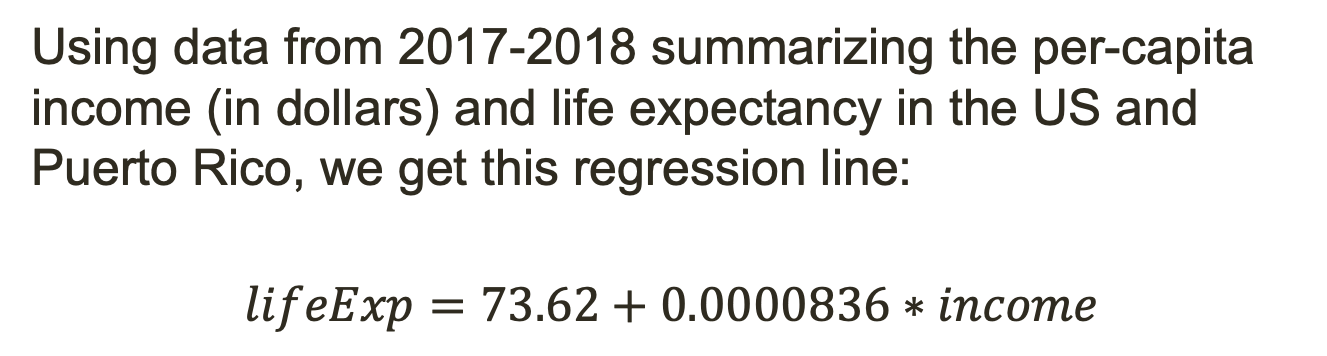 Using data from 2017-2018 summarizing the per-capita
income (in dollars) and life expectancy in the US and
Puerto Rico, we get this regression line:
lifeExp = 73.62 + 0.0000836 * income